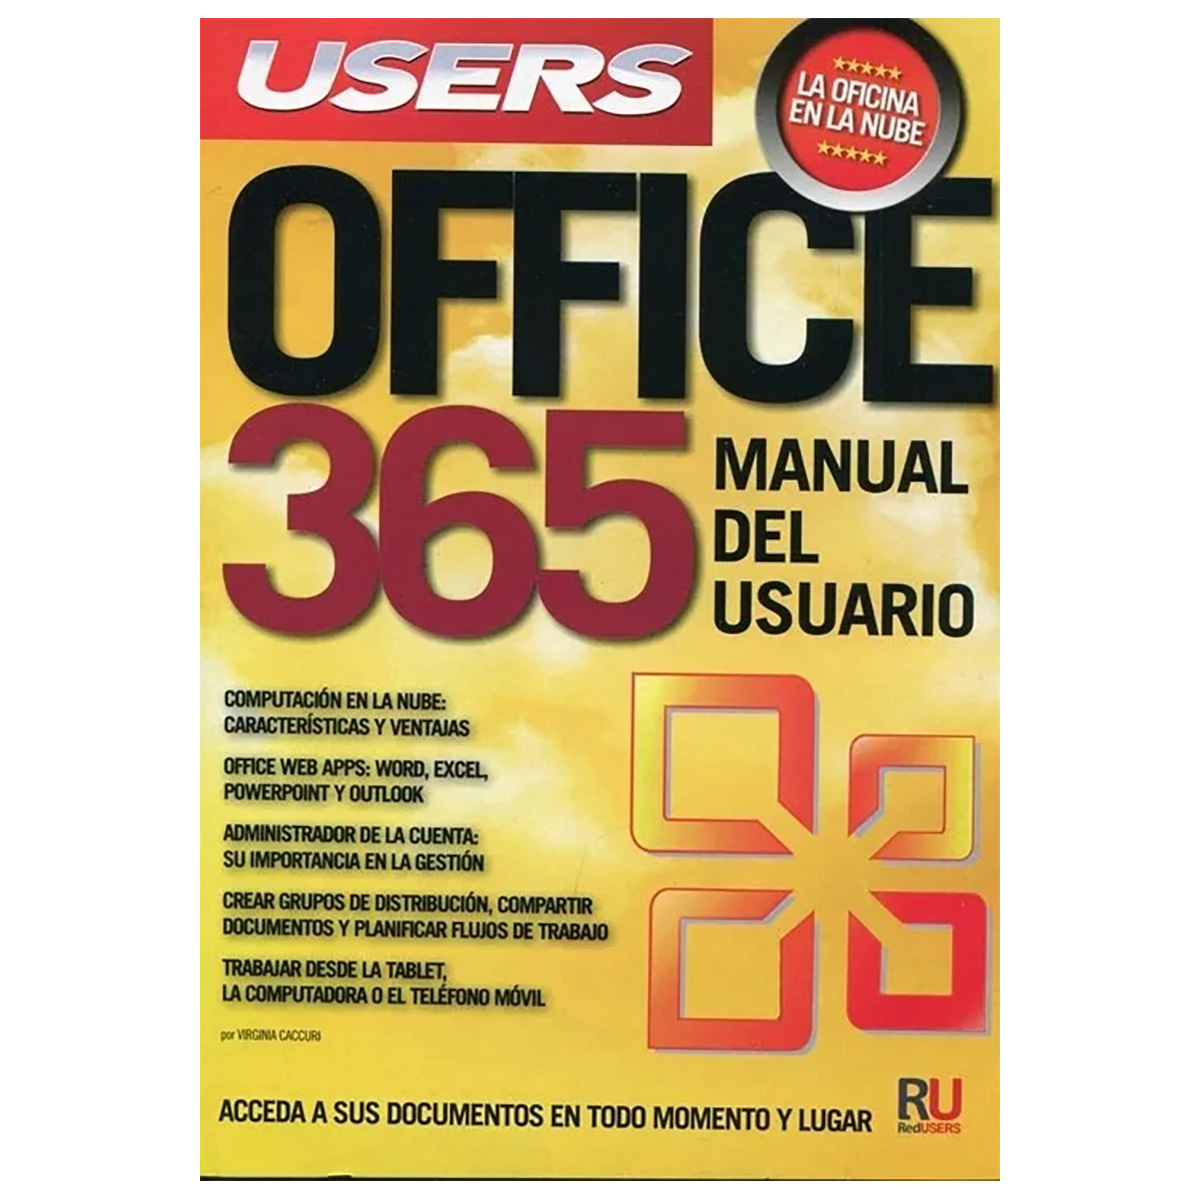 USERS
★★★★★
LA OFICINA
EN LA NUBE
★★★★★
OFFICE
365
MANUAL
DEL
USUARIO
COMPUTACIÓN EN LA NUBE:
CARACTERÍSTICAS Y VENTAJAS
OFFICE WEB APPS: WORD, EXCEL,
POWERPOINT Y OUTLOOK
ADMINISTRADOR DE LA CUENTA:
SU IMPORTANCIA EN LA GESTIÓN
CREAR GRUPOS DE DISTRIBUCIÓN, COMPARTIR
DOCUMENTOS Y PLANIFICAR FLUJOS DE TRABAJO
TRABAJAR DESDE LA TABLET,
LA COMPUTADORA O EL TELÉFONO MÓVIL
por VIRGINIA CACCURI
ACCEDA A SUS DOCUMENTOS EN TODO MOMENTO Y LUGAR
RU
RedUSERS